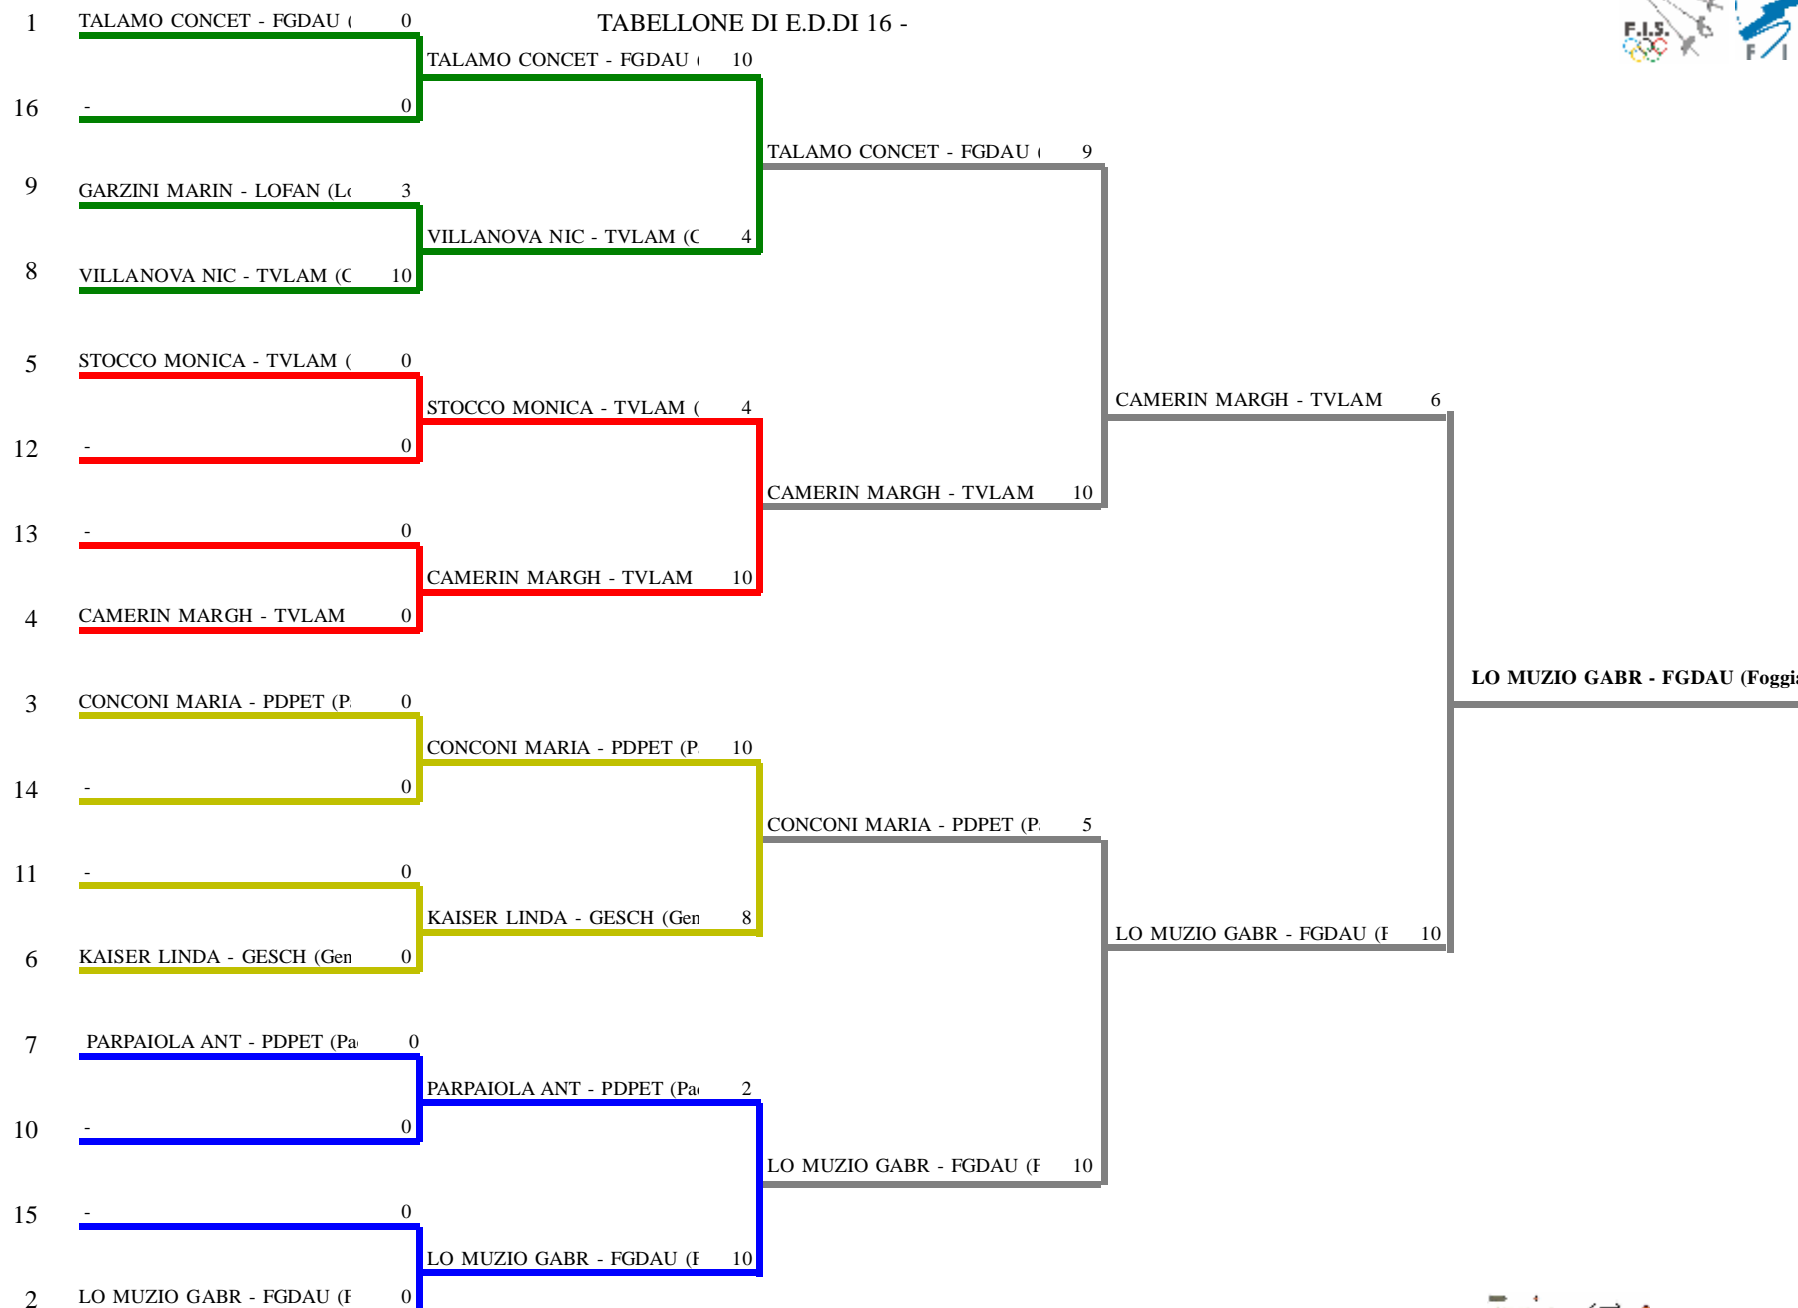 TABELLONE DI E.D.DI 16 -
F.I.S.
F I
1 TALAMO CONCET - FGDAU ( 0
TALAMO CONCET - FGDAU ( 10
16 - 0
TALAMO CONCET - FGDAU ( 9
9 GARZINI MARIN - LOFAN (Lo 3
VILLANOVA NIC - TVLAM (C 4
8 VILLANOVA NIC - TVLAM (C 10
5 STOCCO MONICA - TVLAM ( 0
CAMERIN MARGH - TVLAM 6
STOCCO MONICA - TVLAM ( 4
12 - 0
CAMERIN MARGH - TVLAM 10
13 - 0
CAMERIN MARGH - TVLAM 10
4 CAMERIN MARGH - TVLAM 0
LO MUZIO GABR - FGDAU (Foggia
3 CONCONI MARIA - PDPET (P 0
CONCONI MARIA - PDPET (P 10
14 - 0
CONCONI MARIA - PDPET (P 5
11 - 0
KAISER LINDA - GESCH (Gen 8
LO MUZIO GABR - FGDAU (F 10
6 KAISER LINDA - GESCH (Gen 0
7 PARPAIOLA ANT - PDPET (Pa 0
PARPAIOLA ANT - PDPET (Pa 2
10 - 0
LO MUZIO GABR - FGDAU (F 10
15 - 0
LO MUZIO GABR - FGDAU (F 10
2 LO MUZIO GABR - FGDAU (F 0